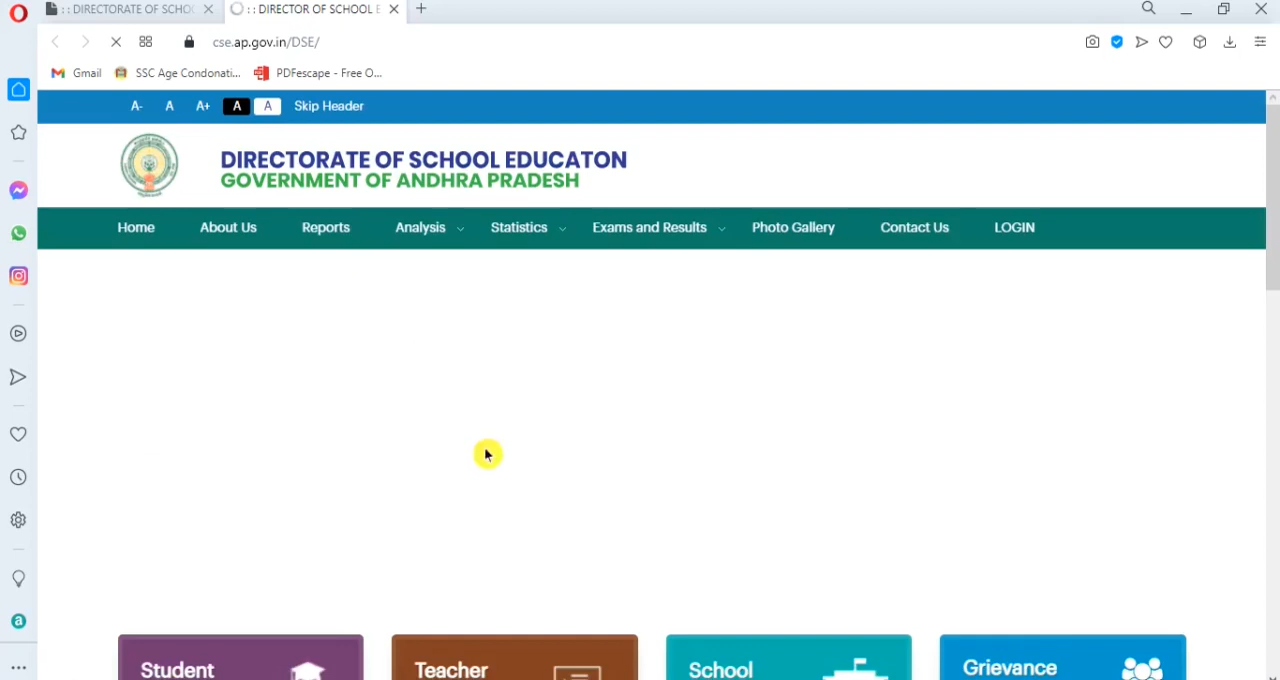 : : DIRECTORATE OF SCHO
: : DIRECTOR OF SCHOOL E
cse.ap.gov.in/DSE/
Gmail
SSC Age Condonati...
PDFescape - Free O...
A- A A+ A A Skip Header
DIRECTORATE OF SCHOOL EDUCATON
GOVERNMENT OF ANDHRA PRADESH
Home About Us Reports Analysis Statistics Exams and Results Photo Gallery Contact Us LOGIN
a
Student
Teacher
School
Grievance